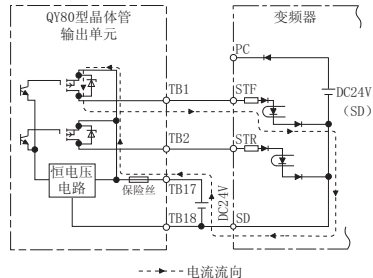 QY80型晶体管
输出单元
变频器
PC
DC24V
（SD）
TB1
STF
TB2
STR
恒电压
电路
保险丝
TB17
DC24V
TB18
SD
电流流向